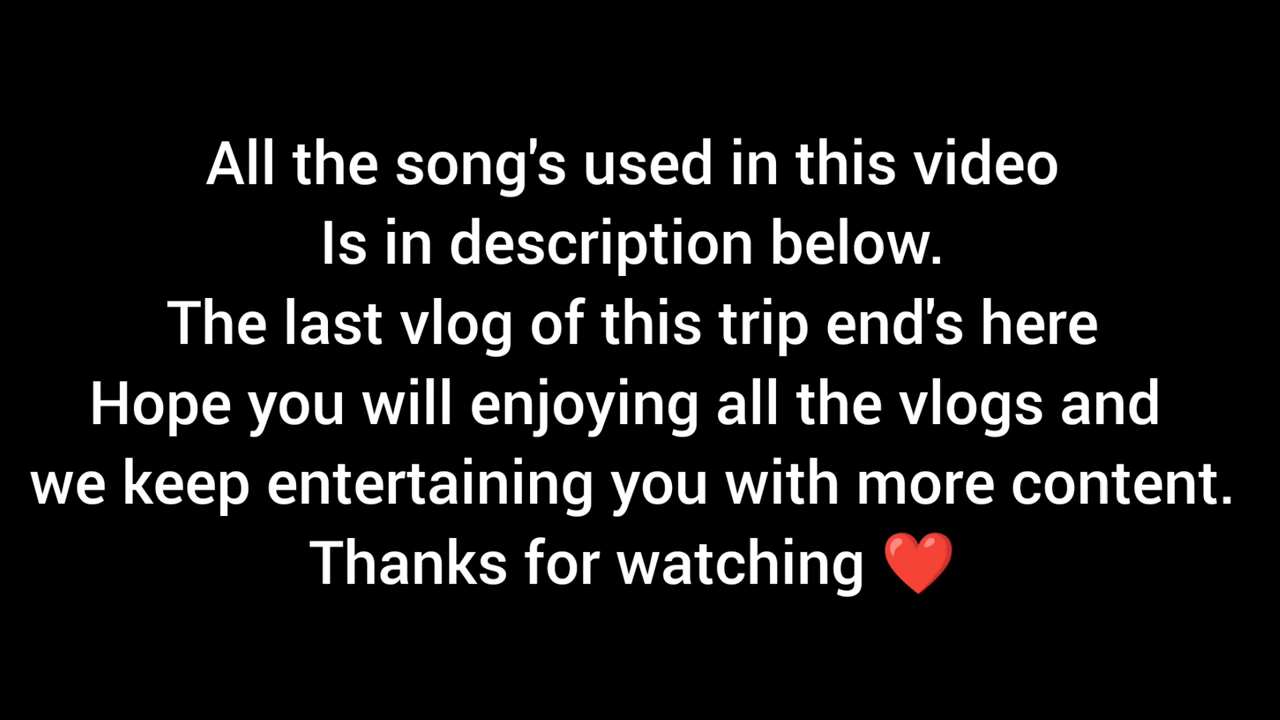 All the song's used in this video
Is in description below.
The last vlog of this trip end's here
Hope you will enjoying all the vlogs and
we keep entertaining you with more content.
Thanks for watching ❤️